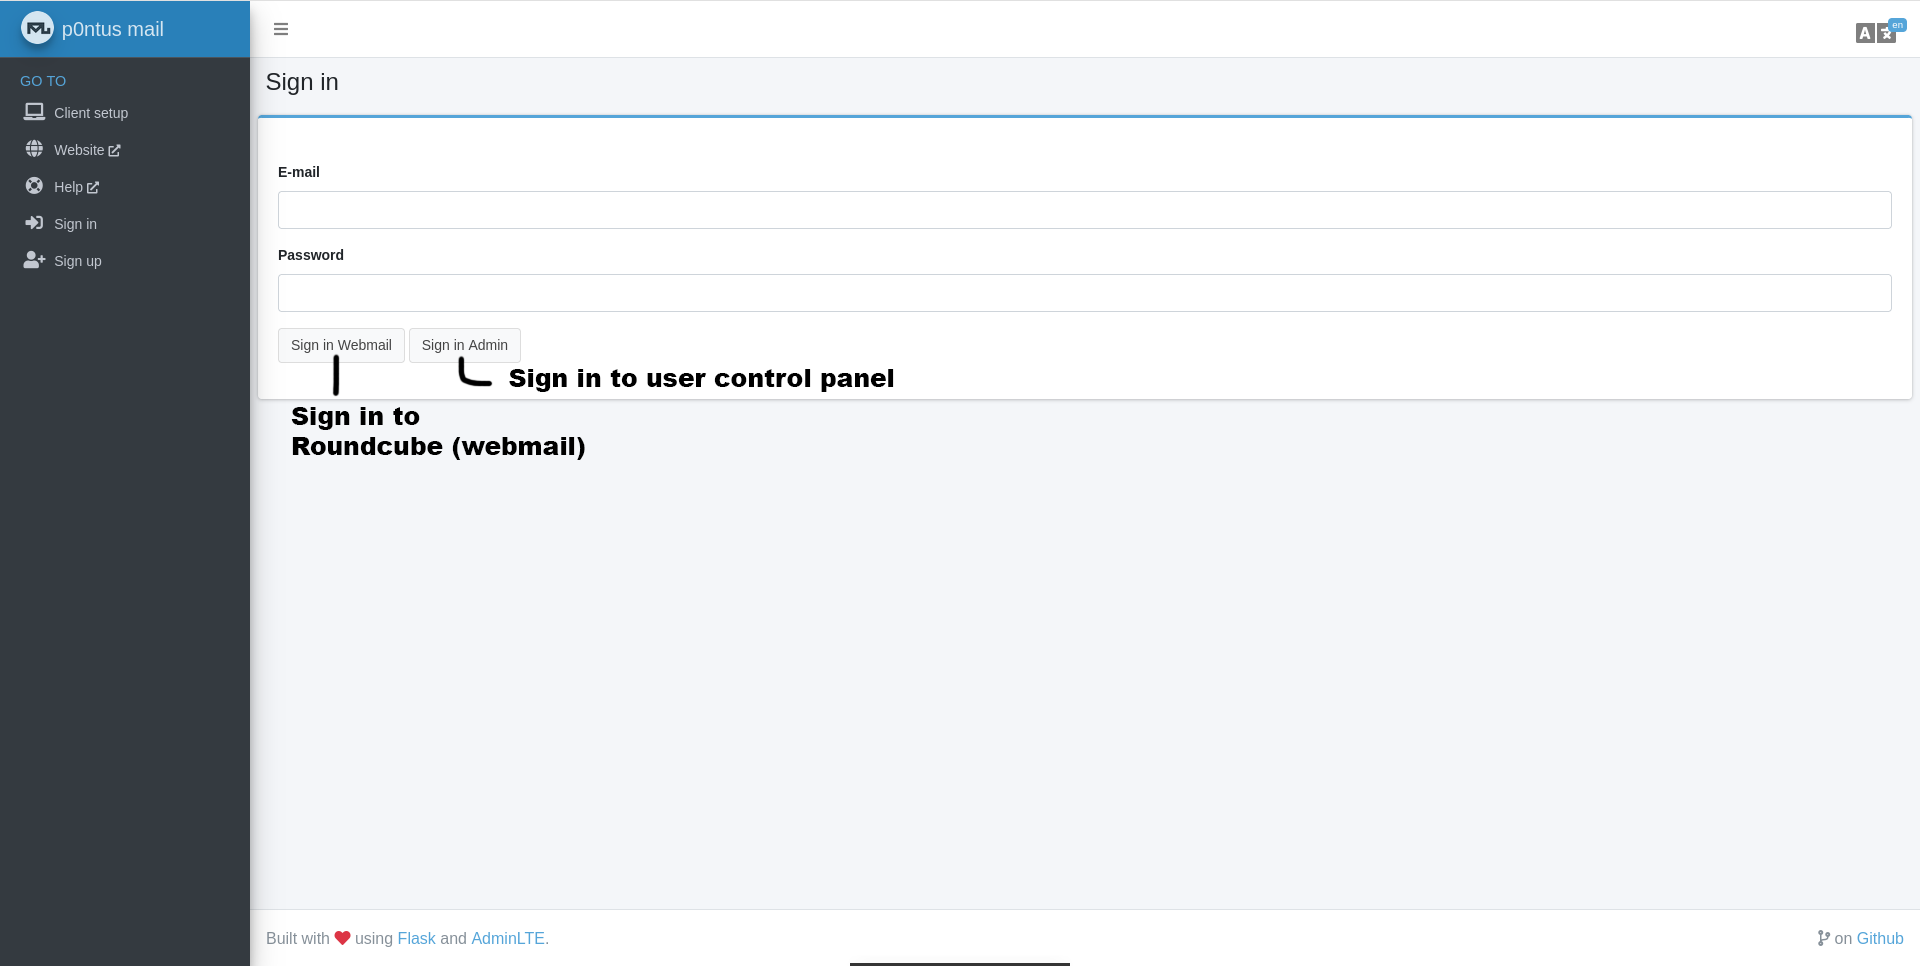 p0ntus mail
en
GO TO
Client setup
Website
Help
Sign in
Sign up
Sign in
E-mail
Password
Sign in Webmail
Sign in Admin
Sign in to user control panel
Sign in to
Roundcube (webmail)
Built with ❤ using Flask and AdminLTE.
on Github